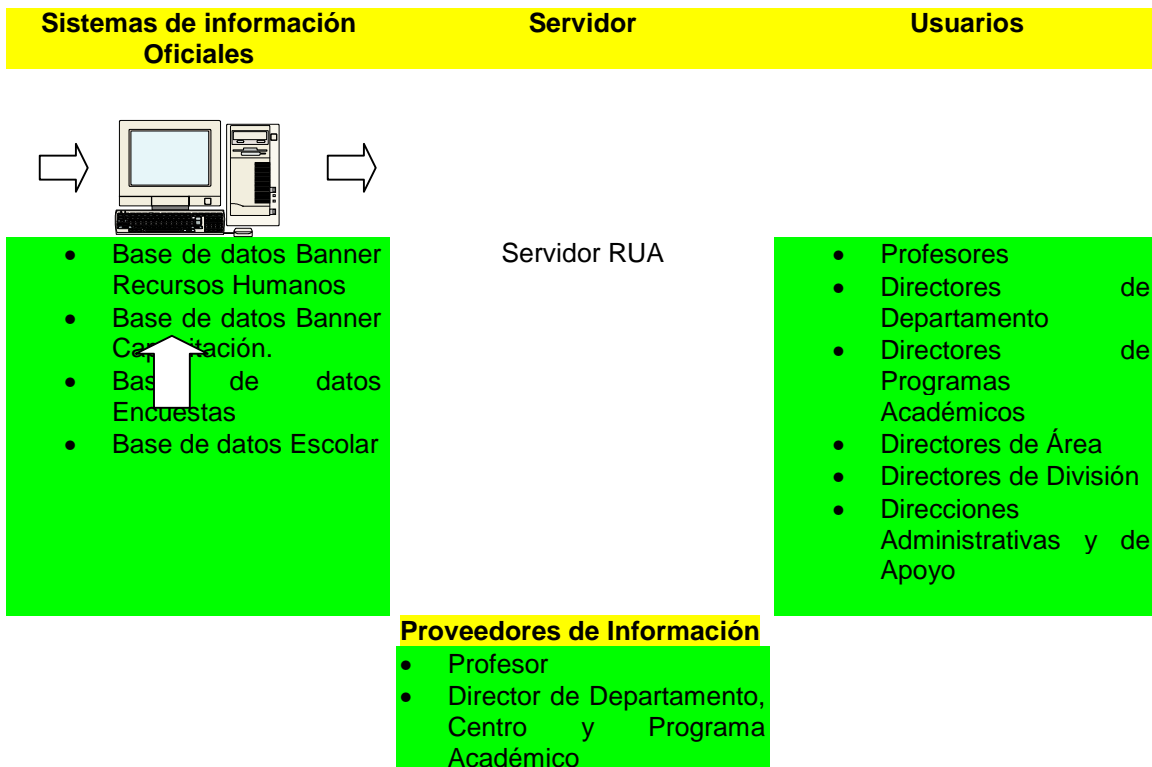 Sistemas de información
Oficiales
Servidor
Usuarios
• Base de datos Banner
Recursos Humanos
• Base de datos Banner
• Base de datos
Encuestas
• Base de datos Escolar
Servidor RUA
• Profesores
• Directores de
Departamento
• Directores de
Programas
Académicos
• Directores de Área
• Directores de División
• Direcciones
Administrativas y de
Apoyo
Proveedores de Información
• Profesor
• Director de Departamento,
Centro y Programa
Académico